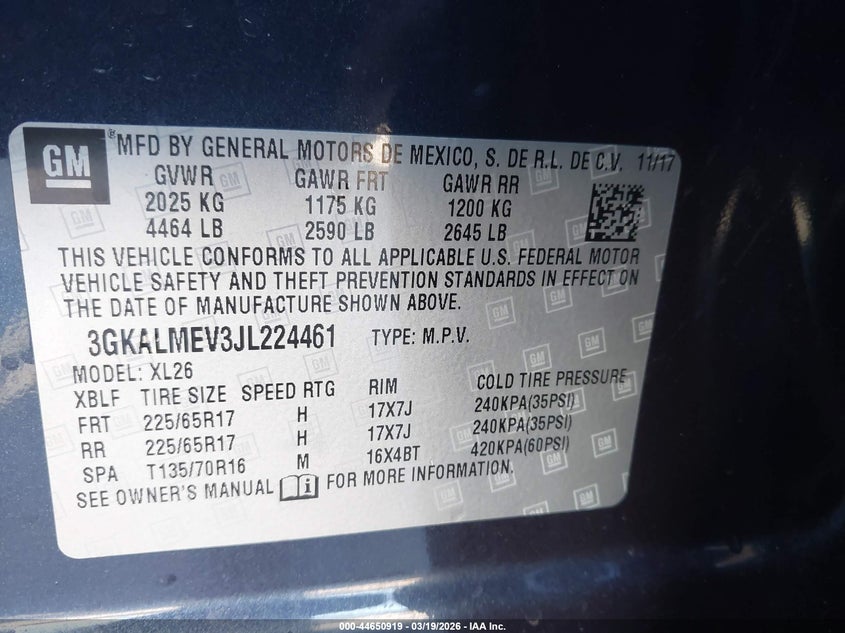 GM ® MFD BY GENERAL MOTORS DE MEXICO, S. DE R.L. DE C.V. 11/17
GVWR GAWR FRT GAWR RR
2025 KG 1175 KG 1200 KG
4464 LB 2590 LB 2645 LB
THIS VEHICLE CONFORMS TO ALL APPLICABLE U.S. FEDERAL MOTOR
VEHICLE SAFETY AND THEFT PREVENTION STANDARDS IN EFFECT ON
THE DATE OF MANUFACTURE SHOWN ABOVE.
3GKALMEV3JL224461 TYPE: M.P.V.
MODEL: XL26
XBLF TIRE SIZE SPEED RTG RIM COLD TIRE PRESSURE
FRT 225/65R17 H 17X7J 240KPA(35PSI)
RR 225/65R17 H 17X7J 240KPA(35PSI)
SPA T135/70R16 M 16X4BT 420KPA(60PSI)
SEE OWNER'S MANUAL i FOR MORE INFORMATION.
000-44650919 - 03/19/2026 - IAA Inc.